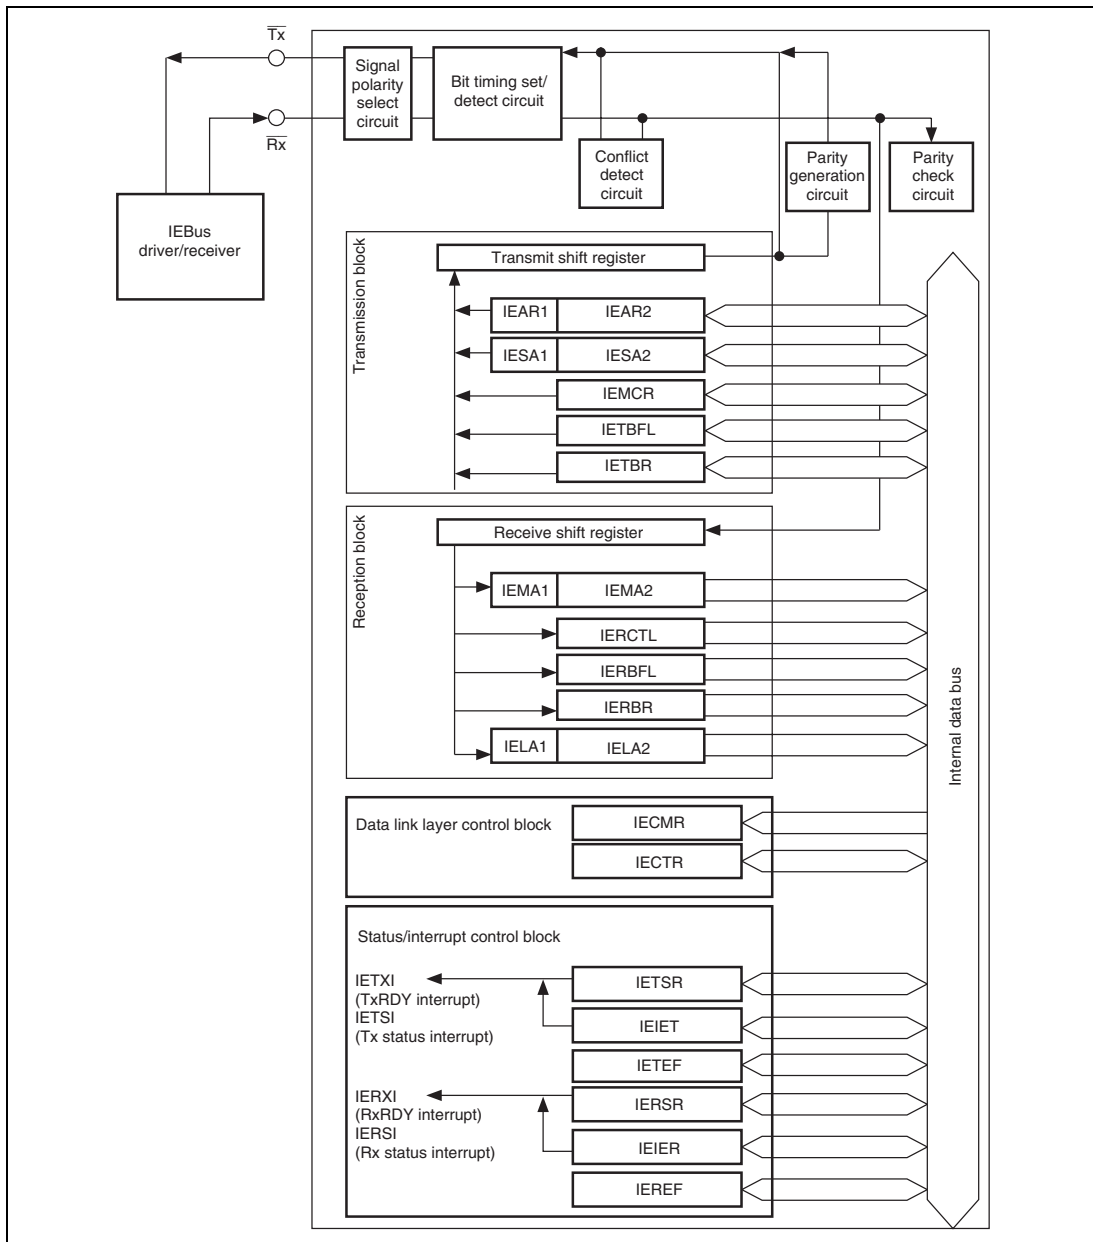 Tx
Rx
Signal
polarity
select
circuit
Bit timing set/
detect circuit
Conflict
detect
circuit
Parity
generation
circuit
Parity
check
circuit
IEBus
driver/receiver
Transmission block
Transmit shift register
IEAR1 IEAR2
IESA1 IESA2
IEMCR
IETBFL
IETBR
Reception block
Receive shift register
IEMA1 IEMA2
IERCTL
IERBFL
IERBR
IELA1 IELA2
Internal data bus
Data link layer control block
IECMR
IECTR
Status/interrupt control block
IETXI
(TxRDY interrupt)
IETSI
(Tx status interrupt)
IETSR
IEIET
IETEF
IERXI
(RxRDY interrupt)
IERSI
(Rx status interrupt)
IERSR
IEIER
IEREF